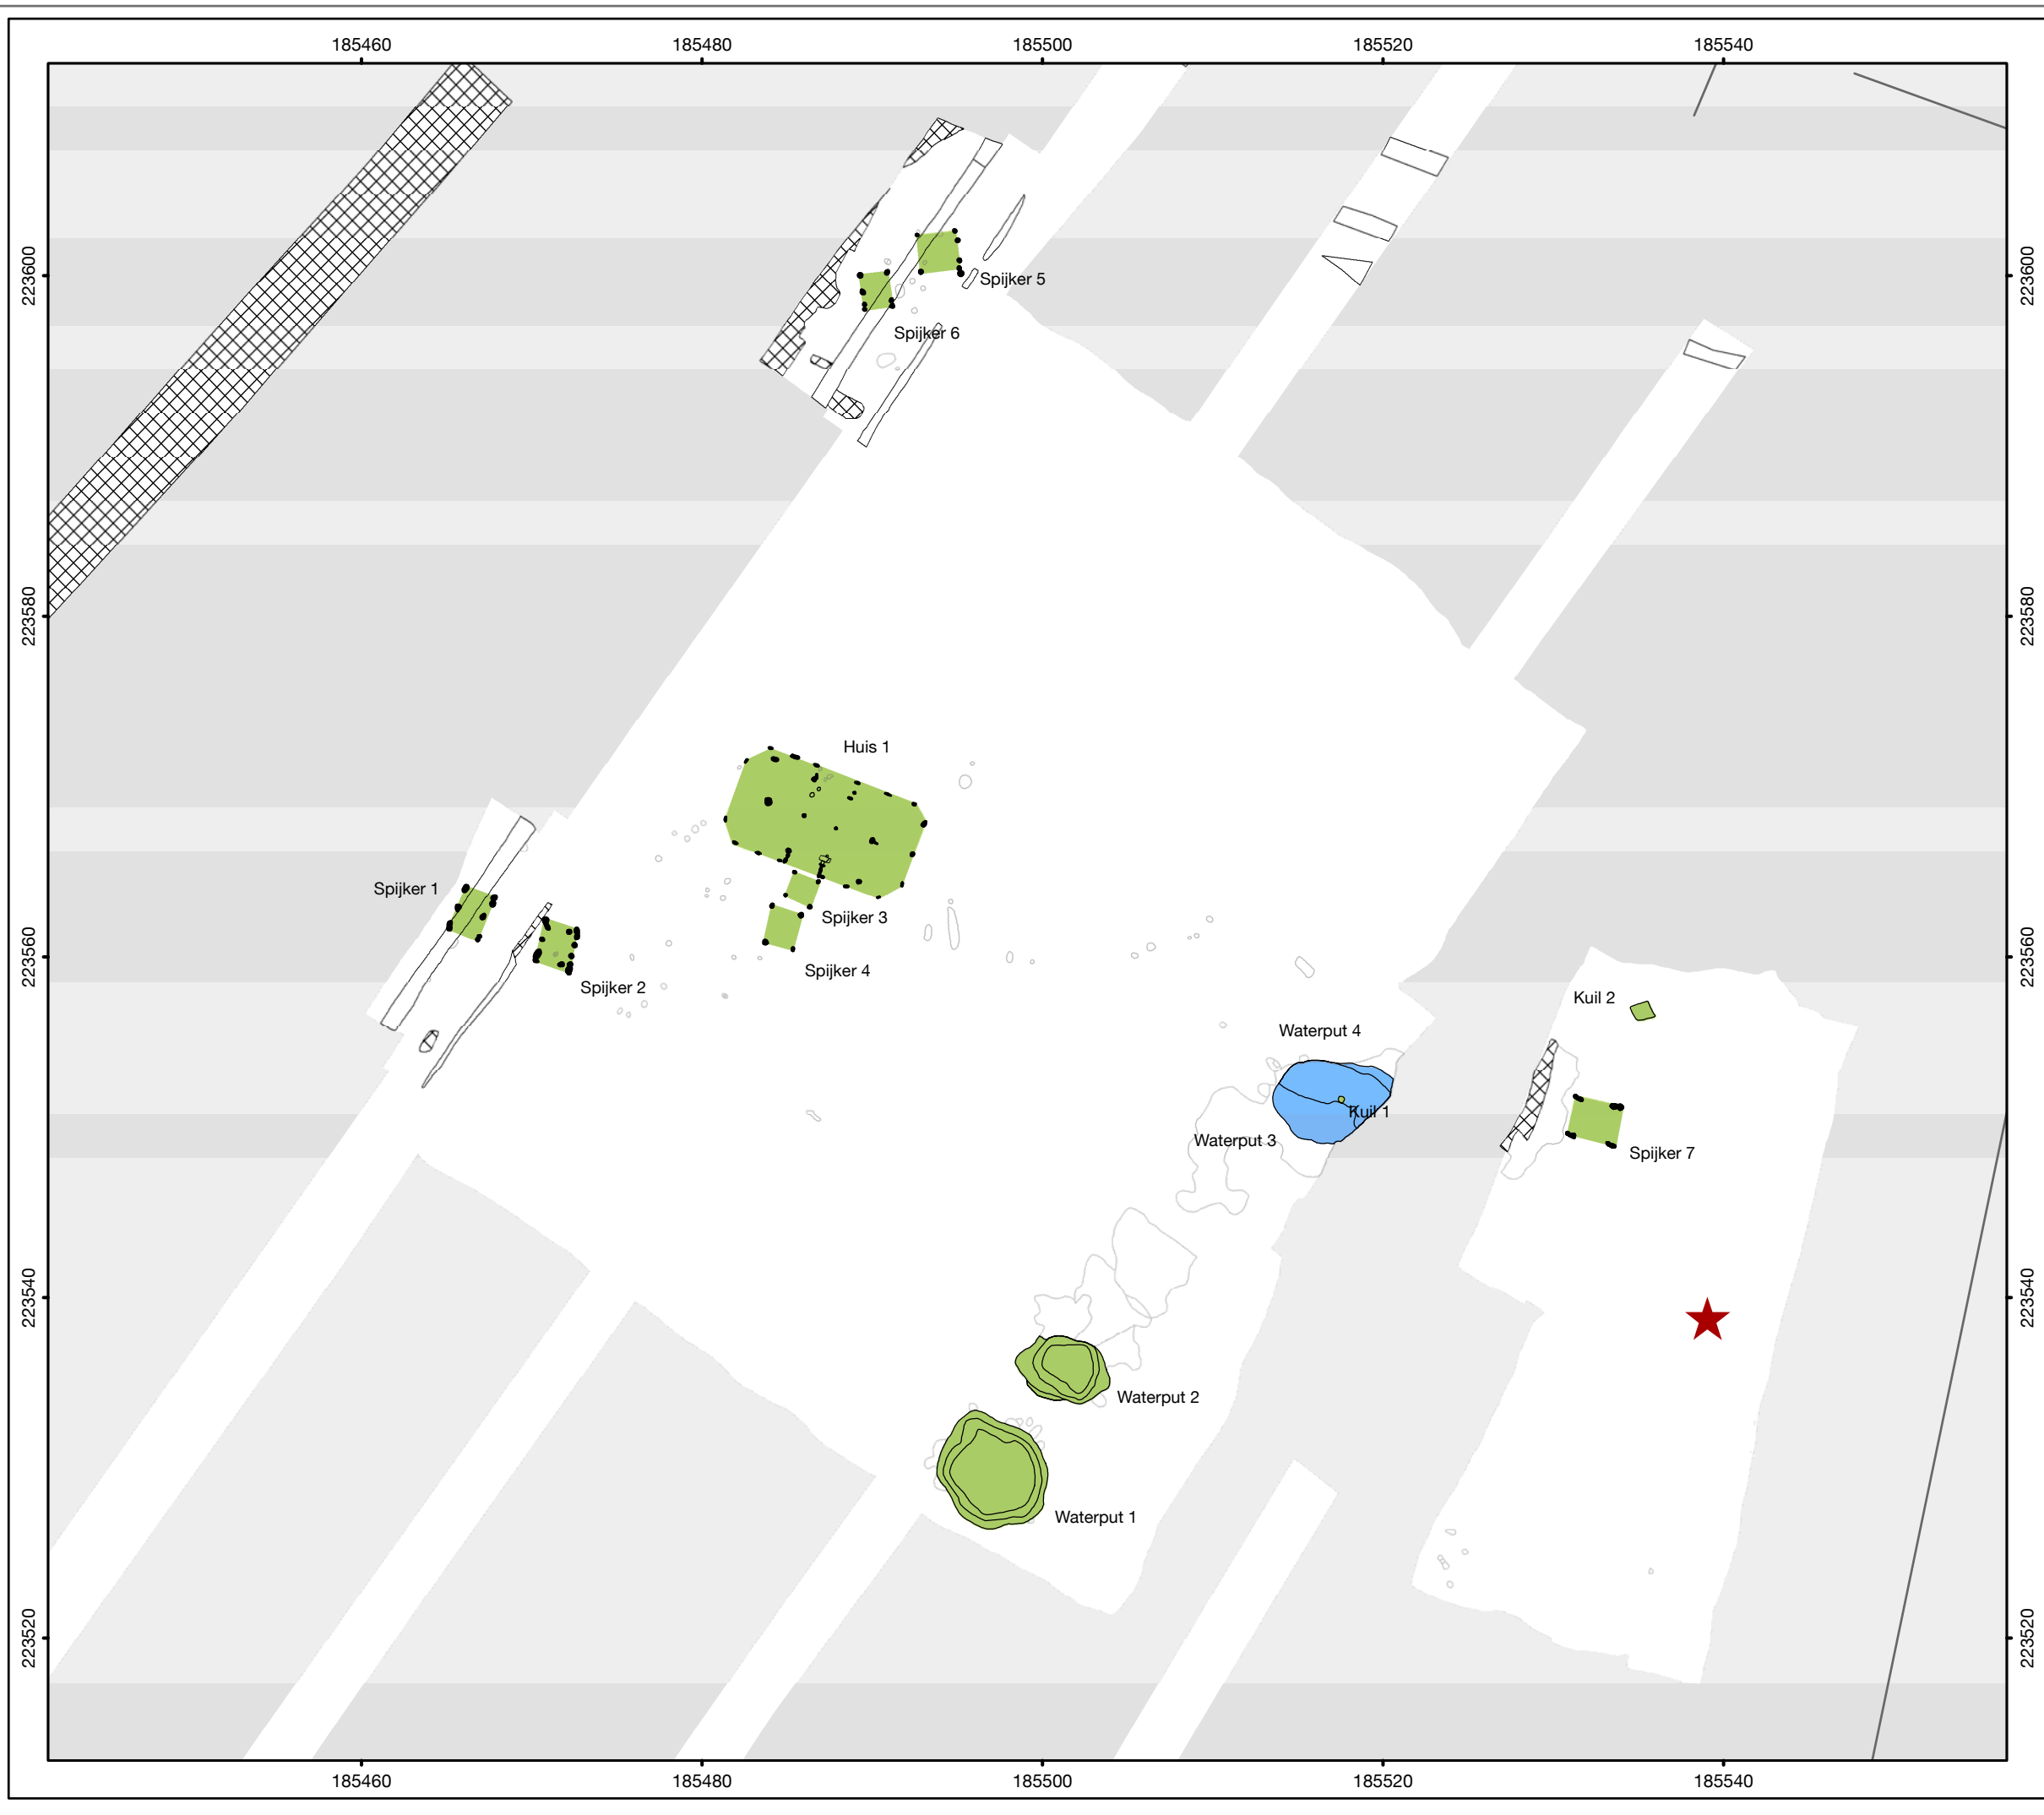 185460 185480 185500 185520 185540
223600
223600
Spijker 5
Spijker 6
223580
223580
Huis 1
Spijker 1
Spijker 3
223560
223560
Spijker 4
Spijker 2
Kuil 2
Waterput 4
Kuil 1
Waterput 3
Spijker 7
223540
223540
Waterput 2
Waterput 1
223520
223520
185460 185480 185500 185520 185540